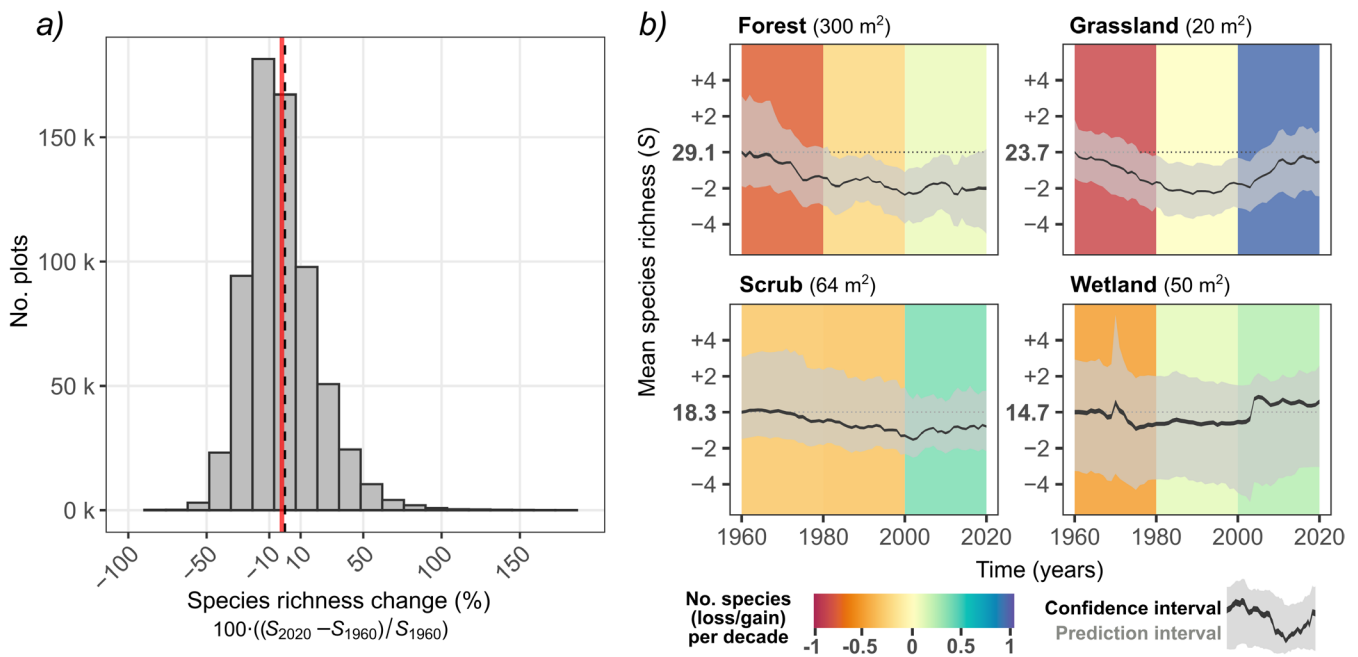 a)
No. plots
150 k
100 k
50 k
0 k
−100
−50
−10
10
50
100
150
Species richness change (%)
100·((S₂₀₂₀ −S₁₉₆₀)/S₁₉₆₀)
b)
Mean species richness (S)
Forest (300 m²)
+4
+2
29.1
−2
−4
Grassland (20 m²)
+4
+2
23.7
−2
−4
Scrub (64 m²)
+4
+2
18.3
−2
−4
1960
1980
2000
2020
Wetland (50 m²)
+4
+2
14.7
−2
−4
1960
1980
2000
2020
Time (years)
No. species
(loss/gain)
per decade
-1
-0.5
0
0.5
1
Confidence interval
Prediction interval